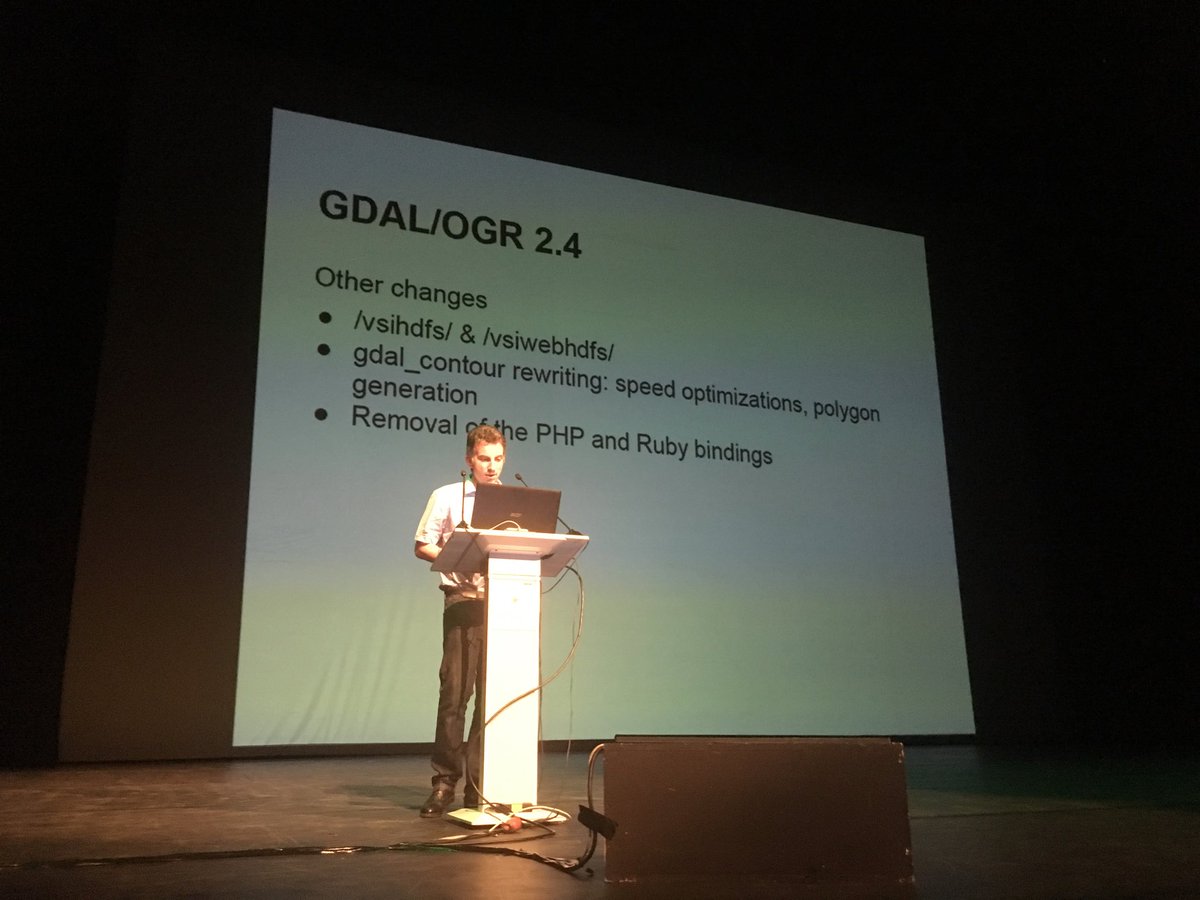 GDAL/OGR 2.4
Other changes
● /vsihdfs/ & /vsiwebhdfs/
● gdal_contour rewriting: speed optimizations, polygon
generation
● Removal of the PHP and Ruby bindings